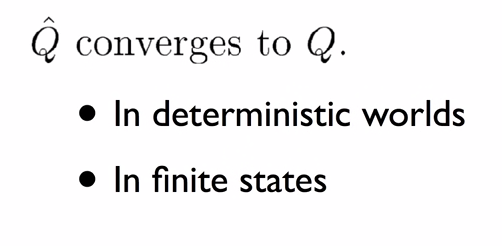 Q̂ converges to Q.
• In deterministic worlds
• In finite states